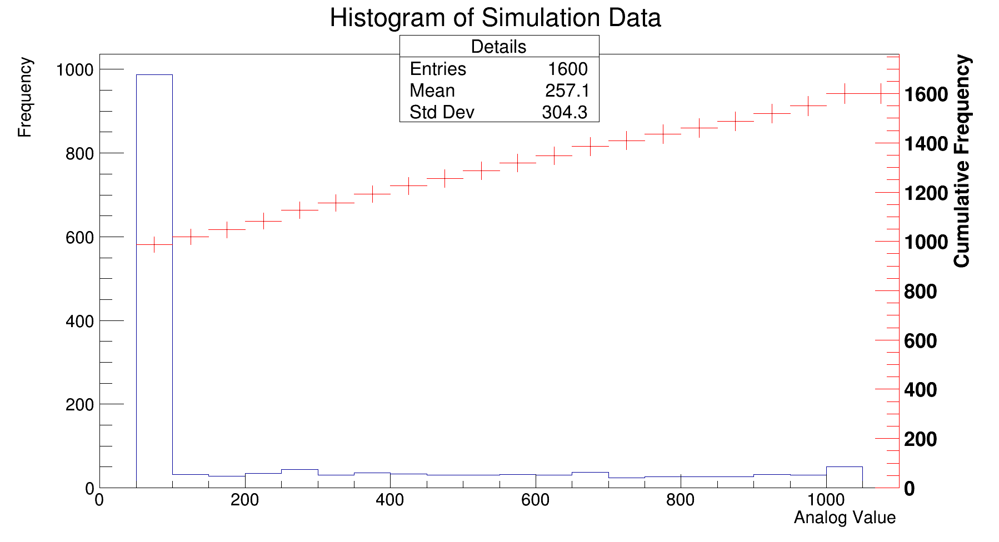 Histogram of Simulation Data
Details
Entries 1600
Mean 257.1
Std Dev 304.3
Frequency
1000
800
600
400
200
0
0 200 400 600 800 1000
Analog Value
1600
1400
1200
1000
800
600
400
200
0
Cumulative Frequency